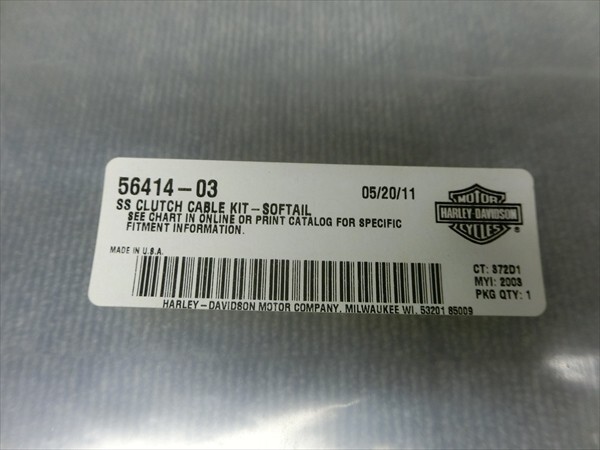 56414-03
05/20/11
SS CLUTCH CABLE KIT-SOFTAIL
SEE CHART IN ONLINE OR PRINT CATALOG FOR SPECIFIC
FITMENT INFORMATION.
MOTOR
HARLEY-DAVIDSON
CYCLES
®
MADE IN U.S.A.
CT: 372D1
MYI: 2003
PKG QTY: 1
HARLEY-DAVIDSON MOTOR COMPANY, MILWAUKEE WI, 53201 85009